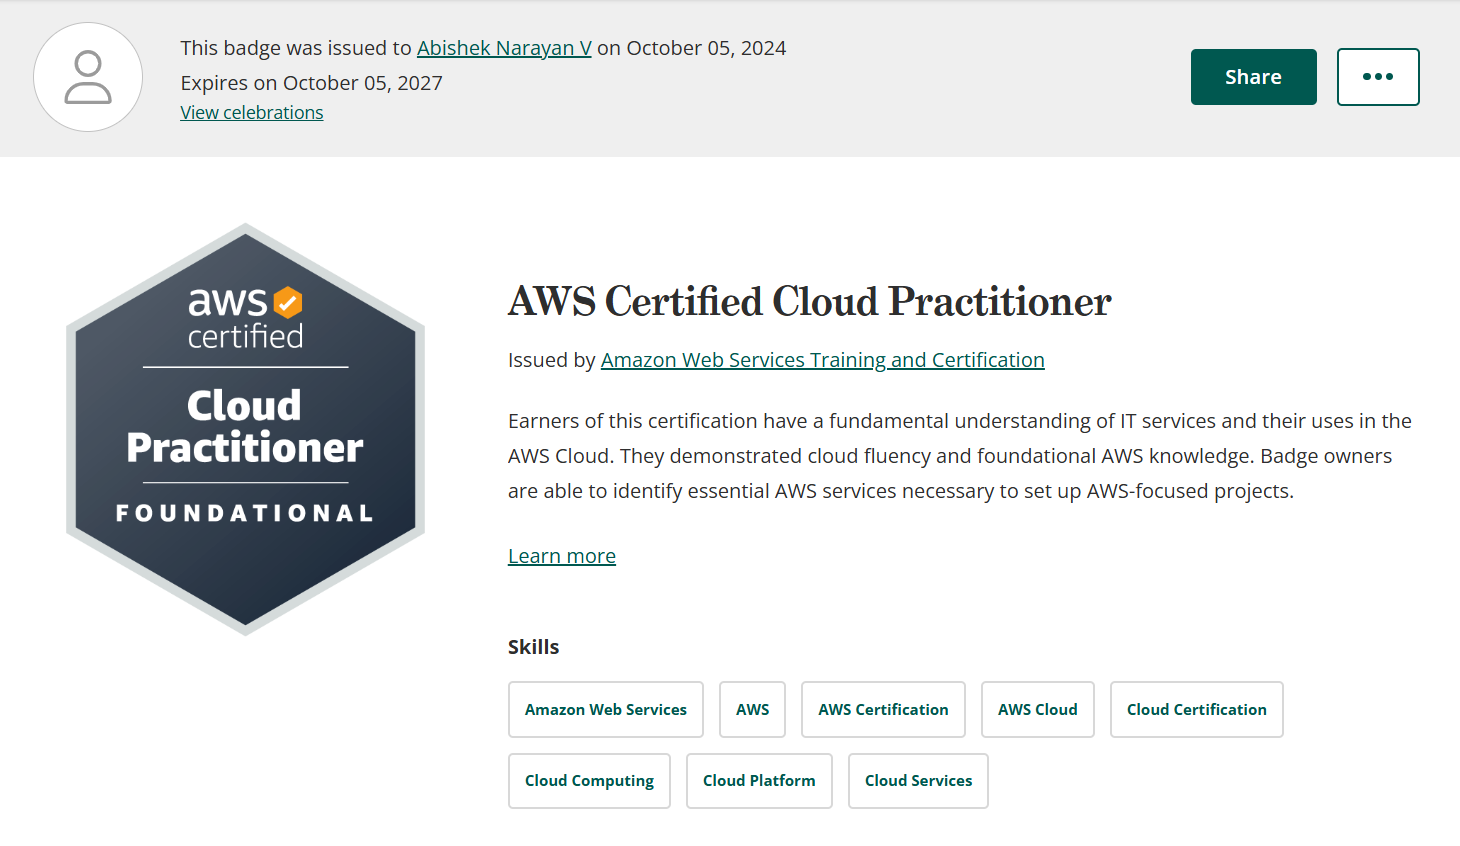 This badge was issued to Abishek Narayan V on October 05, 2024
Expires on October 05, 2027
View celebrations
Share
aws
certified
Cloud
Practitioner
FOUNDATIONAL
AWS Certified Cloud Practitioner
Issued by Amazon Web Services Training and Certification
Earners of this certification have a fundamental understanding of IT services and their uses in the
AWS Cloud. They demonstrated cloud fluency and foundational AWS knowledge. Badge owners
are able to identify essential AWS services necessary to set up AWS-focused projects.
Learn more
Skills
Amazon Web Services AWS AWS Certification AWS Cloud Cloud Certification
Cloud Computing Cloud Platform Cloud Services